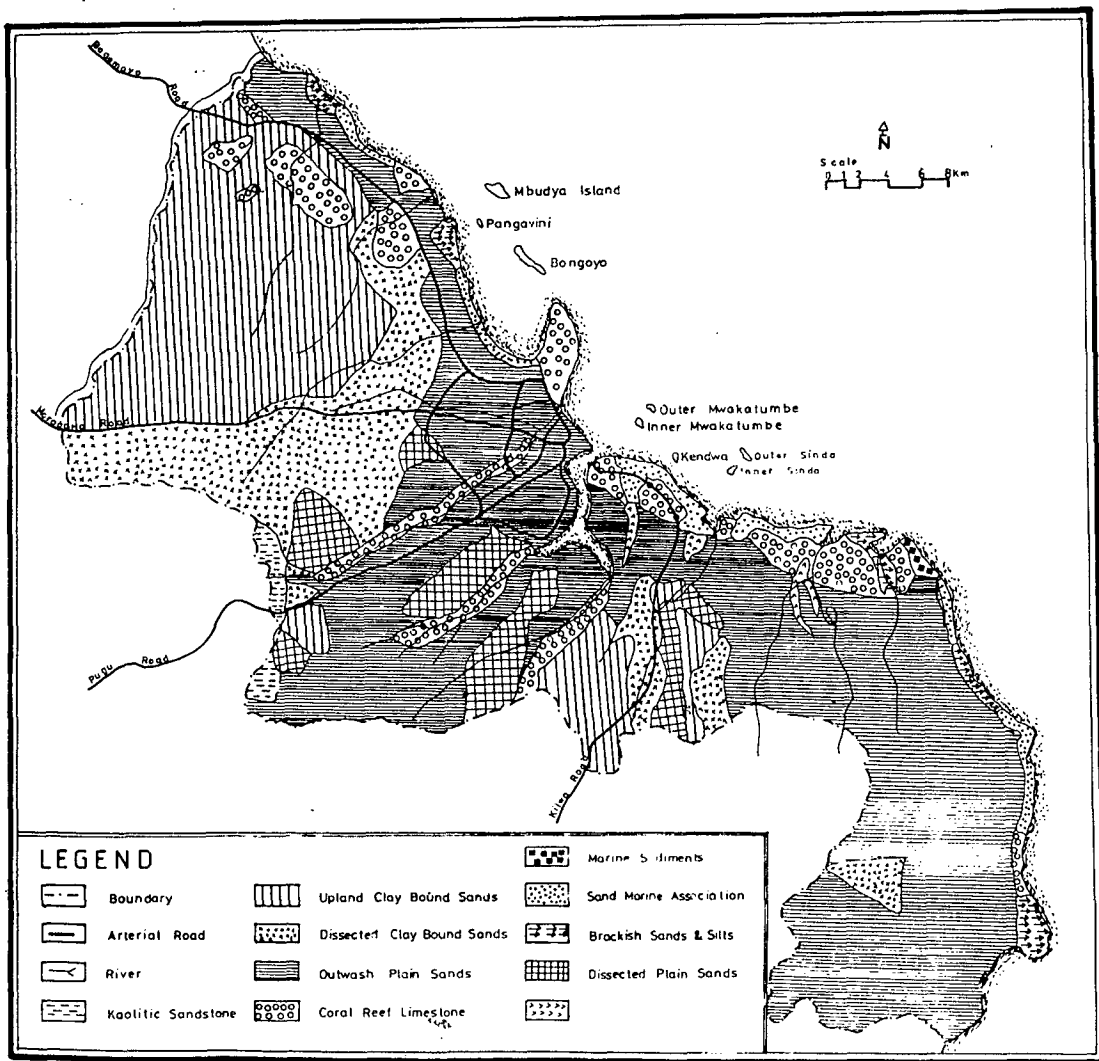 Bagamoyo Road
N
Scale
0 1 2 4 6 8 Km
Mbudya Island
Pangavini
Bongoyo
Morogoro Road
Outer Mwakatumbe
Inner Mwakatumbe
Kendwa
Outer Sinda
Inner Sinda
Pugu Road
Kilwa Road
LEGEND
Boundary
Arterial Road
River
Kaolitic Sandstone
Upland Clay Bound Sands
Dissected Clay Bound Sands
Outwash Plain Sands
Coral Reef Limestone
Marine Sediments
Sand Marine Association
Brackish Sands & Silts
Dissected Plain Sands